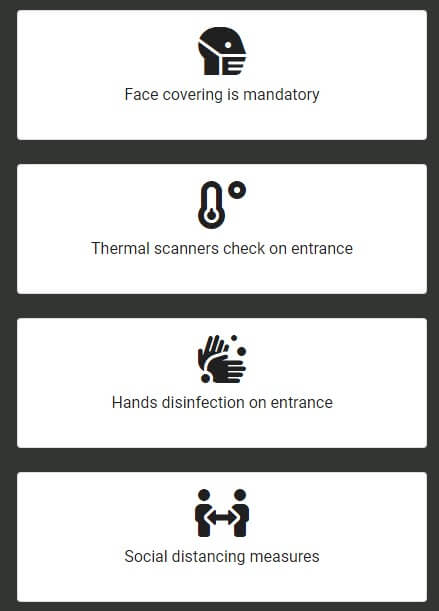 Face covering is mandatory
Thermal scanners check on entrance
Hands disinfection on entrance
Social distancing measures